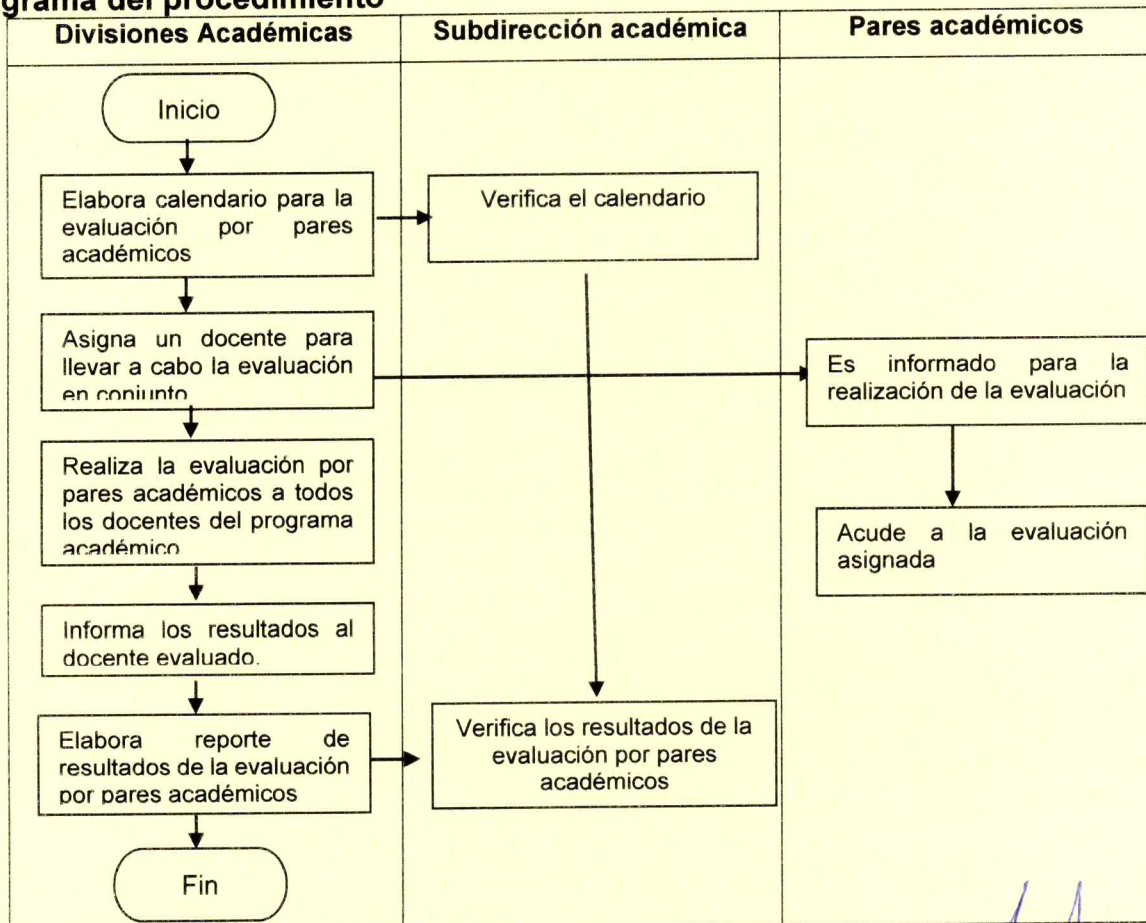 grama del procedimiento
Divisiones Académicas
Subdirección académica
Pares académicos
Inicio
Elabora calendario para la
evaluación por pares
académicos
Verifica el calendario
Asigna un docente para
llevar a cabo la evaluación
en conjunto
Es informado para la
realización de la evaluación
Realiza la evaluación por
pares académicos a todos
los docentes del programa
académico
Acude a la evaluación
asignada
Informa los resultados al
docente evaluado.
Elabora reporte de
resultados de la evaluación
por pares académicos
Verifica los resultados de la
evaluación por pares
académicos
Fin